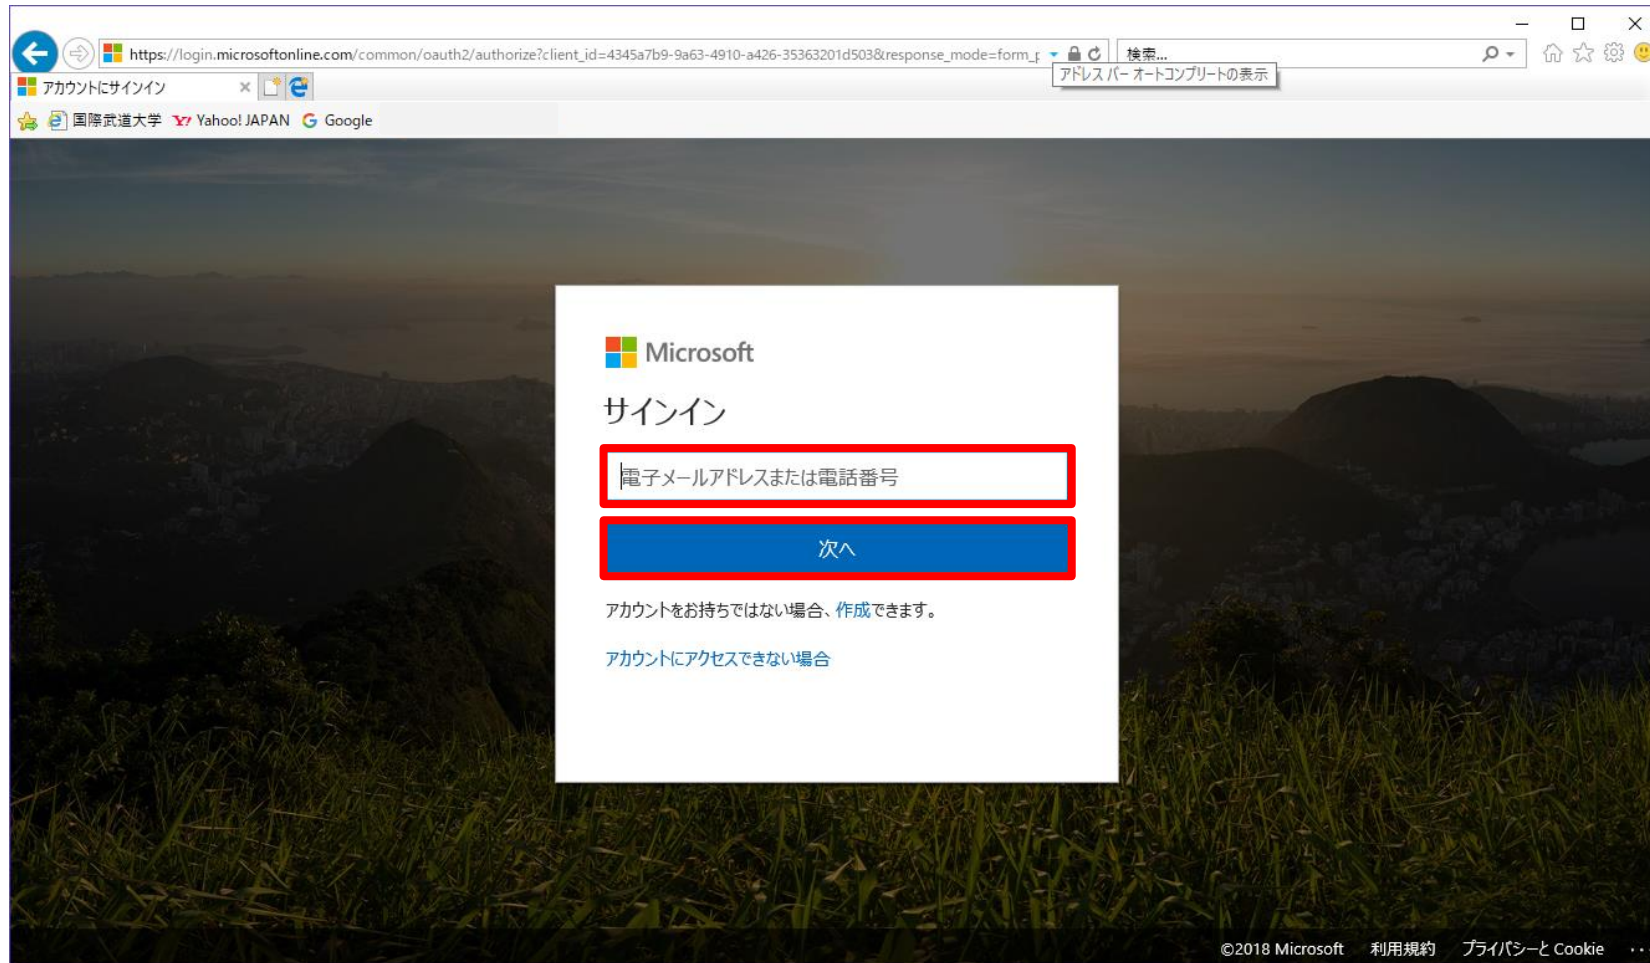 https://login.microsoftonline.com/common/oauth2/authorize?client_id=4345a7b9-9a63-4910-a426-35363201d503&response_mode=form_p
検索...
アドレス バー オートコンプリートの表示
アカウントにサインイン
国際武道大学 Yahoo! JAPAN Google
Microsoft
サインイン
電子メールアドレスまたは電話番号
次へ
アカウントをお持ちではない場合、作成できます。
アカウントにアクセスできない場合
©2018 Microsoft 利用規約 プライバシーと Cookie ...